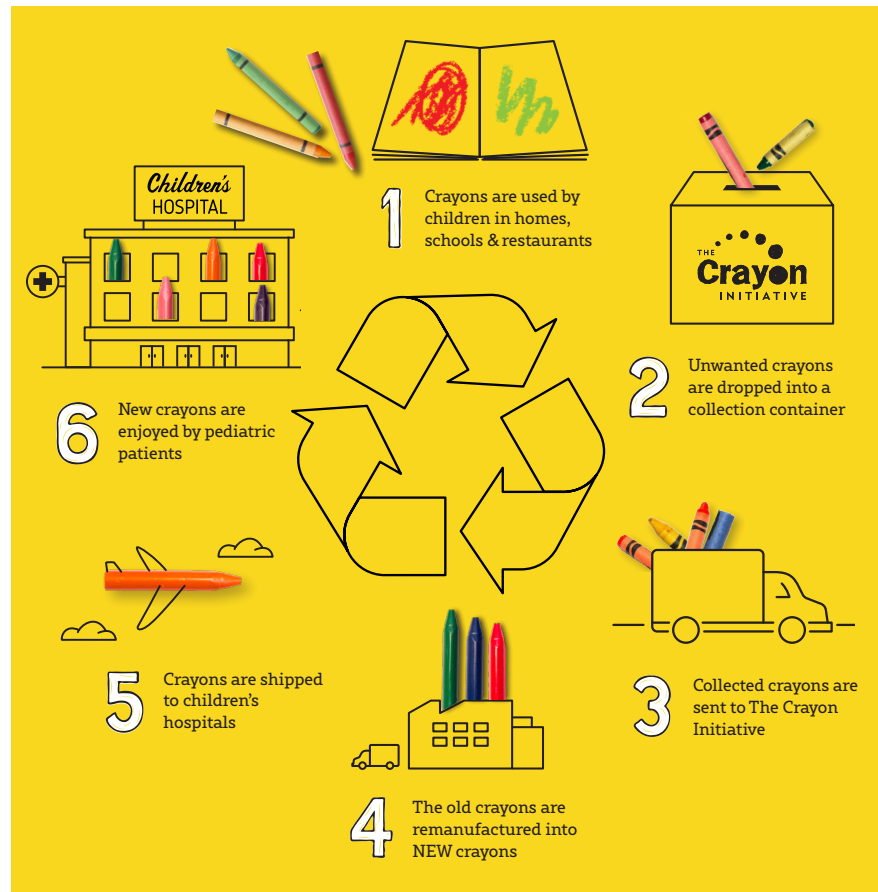 1
Crayons are used by
children in homes,
schools & restaurants
THE
Crayon
INITIATIVE
2
Unwanted crayons
are dropped into a
collection container
3
Collected crayons are
sent to The Crayon
Initiative
4
The old crayons are
remanufactured into
NEW crayons
5
Crayons are shipped
to children’s
hospitals
Children's
HOSPITAL
6
New crayons are
enjoyed by pediatric
patients